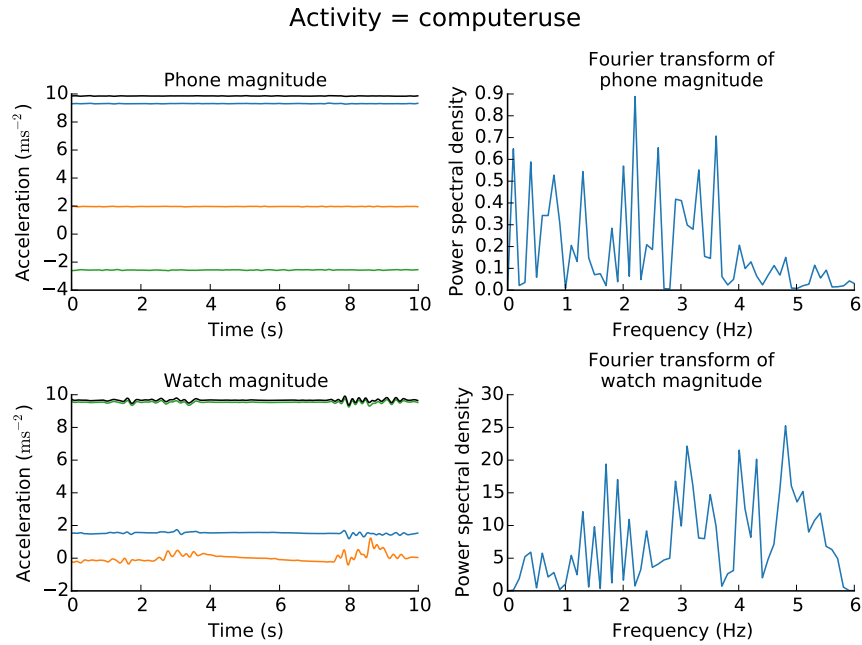 Activity = computeruse
Phone magnitude
Acceleration (ms⁻²)
10
8
6
4
2
0
−2
−4
0 2 4 6 8 10
Time (s)
Fourier transform of
phone magnitude
Power spectral density
0.9
0.8
0.7
0.6
0.5
0.4
0.3
0.2
0.1
0.0
0 1 2 3 4 5 6
Frequency (Hz)
Watch magnitude
Acceleration (ms⁻²)
10
8
6
4
2
0
−2
0 2 4 6 8 10
Time (s)
Fourier transform of
watch magnitude
Power spectral density
30
25
20
15
10
5
0
0 1 2 3 4 5 6
Frequency (Hz)